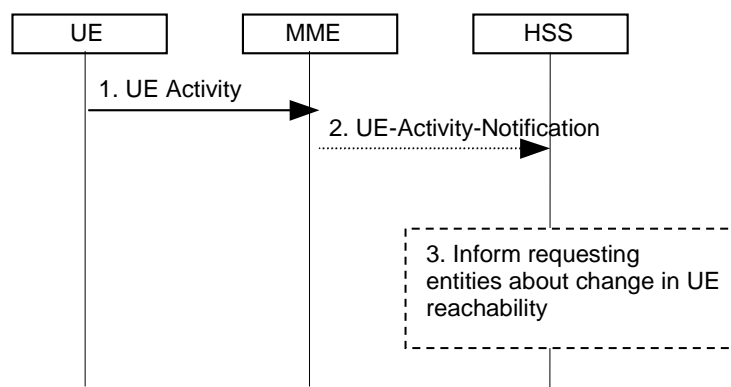 UE
MME
HSS
1. UE Activity
2. UE-Activity-Notification
3. Inform requesting
entities about change in UE
reachability